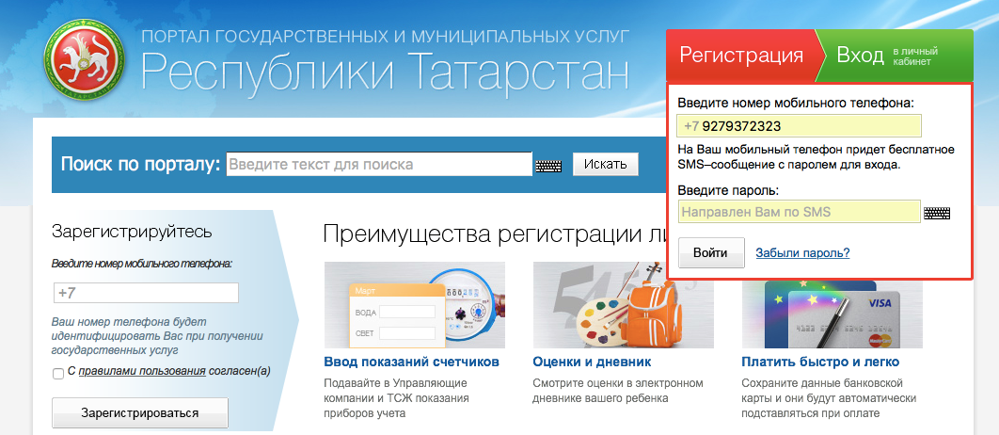 ПОРТАЛ ГОСУДАРСТВЕННЫХ И МУНИЦИПАЛЬНЫХ УСЛУГ
Республики Татарстан
ТАТАРСТАН
Регистрация
Вход
в личный
кабинет
Введите номер мобильного телефона:
+7 9279372323
На Ваш мобильный телефон придет бесплатное
SMS–сообщение с паролем для входа.
Введите пароль:
Направлен Вам по SMS
Войти
Забыли пароль?
Поиск по порталу:
Введите текст для поиска
Искать
Зарегистрируйтесь
Введите номер мобильного телефона:
+7
Ваш номер телефона будет
идентифицировать Вас при получении
государственных услуг
С правилами пользования согласен(а)
Зарегистрироваться
Преимущества регистрации
Март
ВОДА
СВЕТ
Ввод показаний счетчиков
Подавайте в Управляющие
компании и ТСЖ показания
приборов учета
Оценки и дневник
Смотрите оценки в электронном
дневнике вашего ребенка
VISA
MasterCard
Платить быстро и легко
Сохраните данные банковской
карты и они будут автоматически
подставляться при оплате